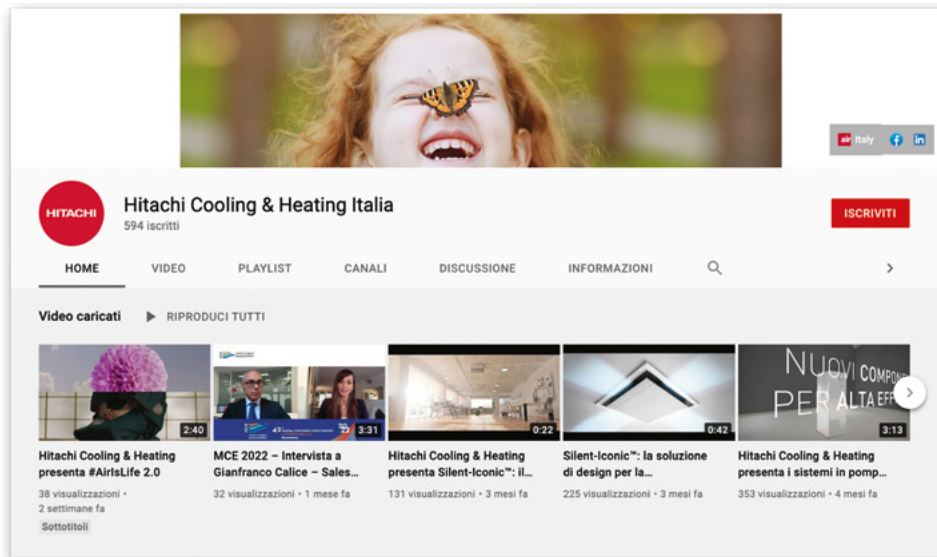 air Italy
HITACHI
Hitachi Cooling & Heating Italia
594 iscritti
ISCRIVITI
HOME VIDEO PLAYLIST CANALI DISCUSSIONE INFORMAZIONI
Video caricati RIPRODUCI TUTTI
2:40
Hitachi Cooling & Heating
presenta #AirIsLife 2.0
38 visualizzazioni •
2 settimane fa
Sottotitoli
3:31
MCE 2022 – Intervista a
Gianfranco Calice – Sales...
32 visualizzazioni • 1 mese fa
0:22
Hitachi Cooling & Heating
presenta Silent-Iconic™: il...
131 visualizzazioni • 3 mesi fa
0:42
Silent-Iconic™: la soluzione
di design per la...
225 visualizzazioni • 3 mesi fa
NUOVI COMPONE
PER ALTA EFF
3:13
Hitachi Cooling & Heating
presenta i sistemi in pomp...
353 visualizzazioni • 4 mesi fa